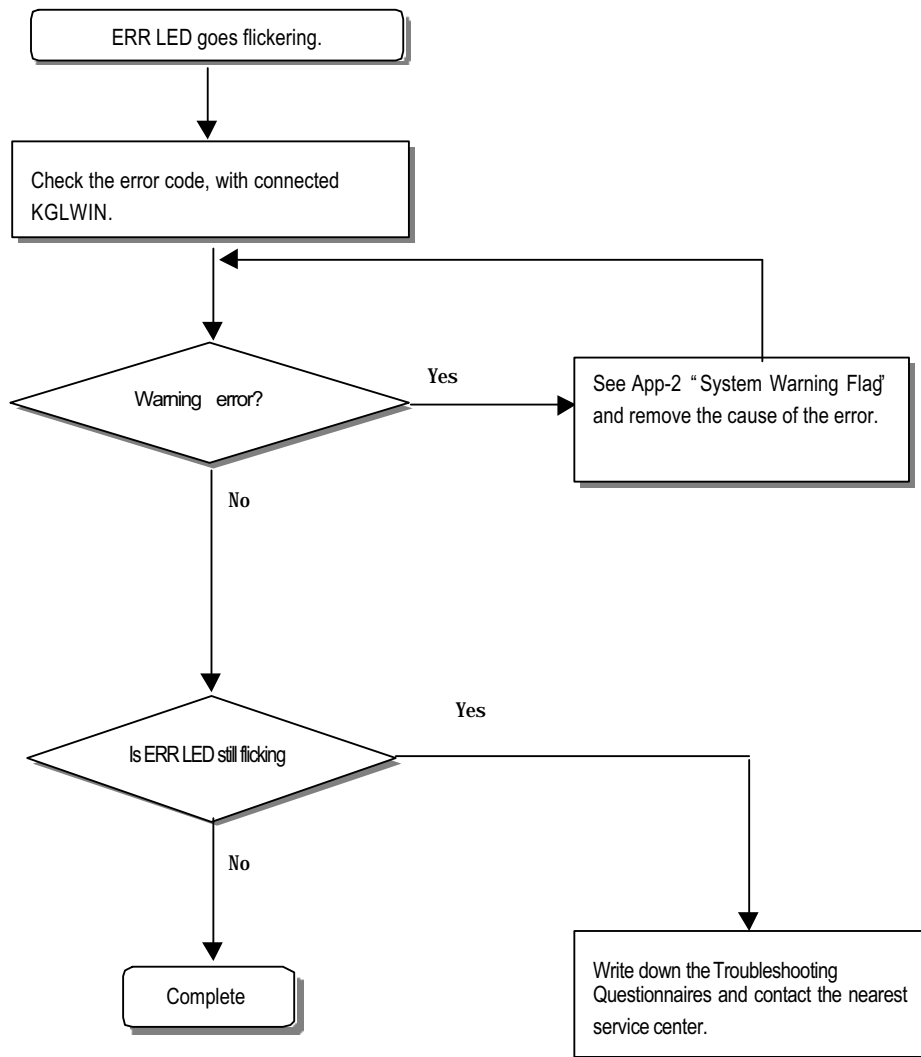 ERR LED goes flickering.
Check the error code, with connected
KGLWIN.
Warning error?
Yes
See App-2 “System Warning Flag”
and remove the cause of the error.
No
Is ERR LED still flicking
Yes
No
Complete
Write down the Troubleshooting
Questionnaires and contact the nearest
service center.